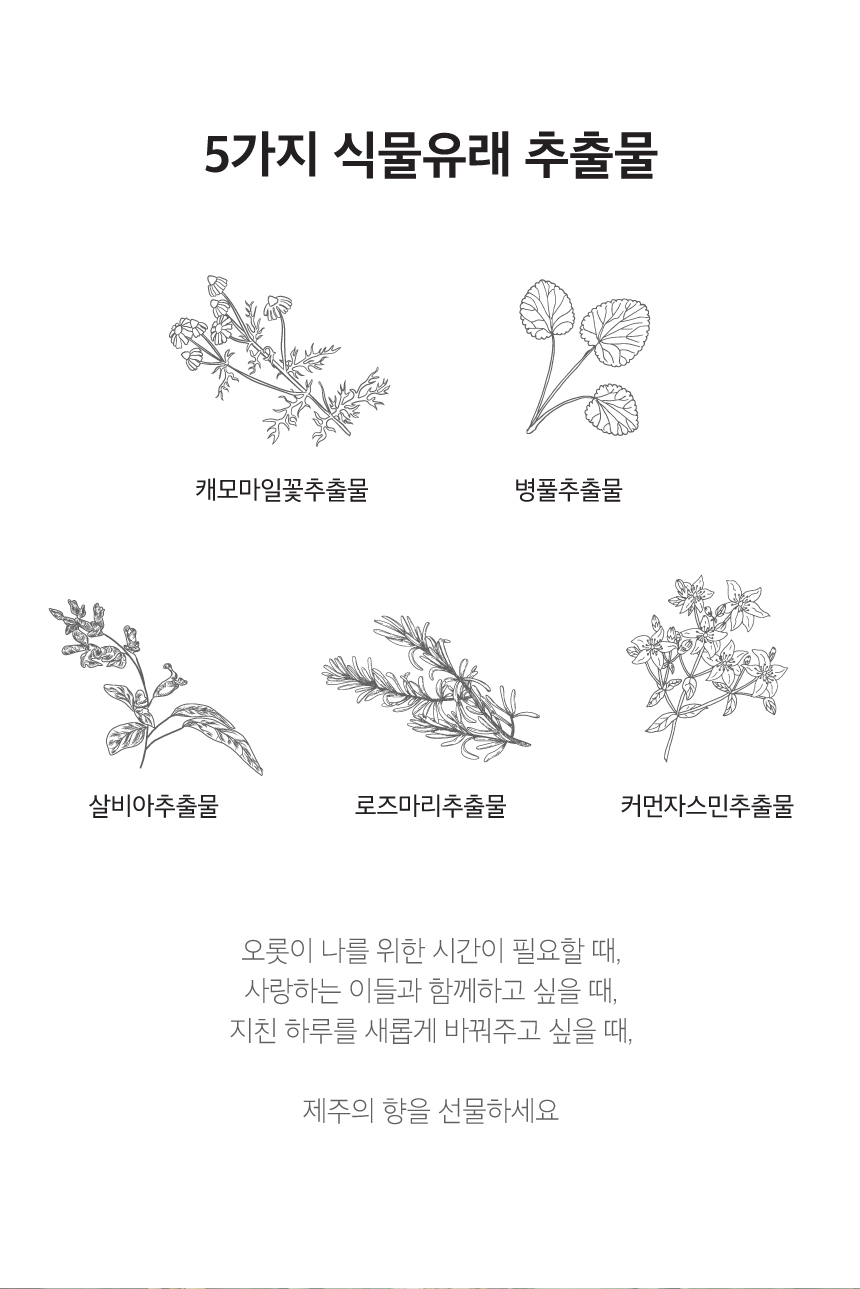 5가지 식물유래 추출물
캐모마일꽃추출물
병풀추출물
살비아추출물
로즈마리추출물
커먼자스민추출물
오롯이 나를 위한 시간이 필요할 때,
사랑하는 이들과 함께하고 싶을 때,
지친 하루를 새롭게 바꿔주고 싶을 때,
제주의 향을 선물하세요